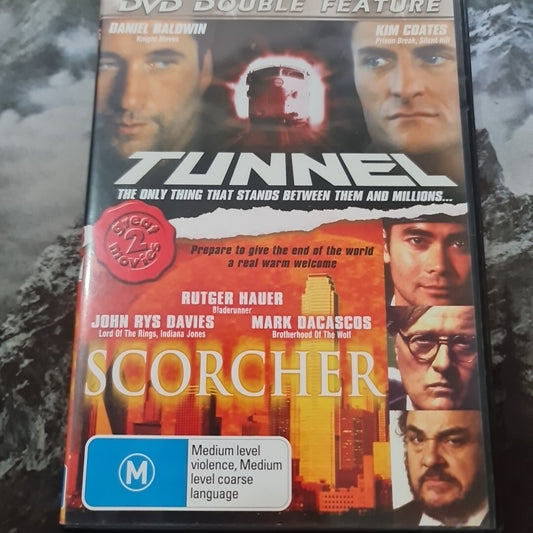 DVD DOUBLE FEATURE
DANIEL BALDWIN
Knight Moves
KIM COATES
Prison Break, Silent Hill
TUNNEL
THE ONLY THING THAT STANDS BETWEEN THEM AND MILLIONS...
great
2
movies
Prepare to give the end of the world
a real warm welcome
RUTGER HAUER
Bladerunner
JOHN RYS DAVIES
Lord Of The Rings, Indiana Jones
MARK DACASCOS
Brotherhood Of The Wolf
SCORCHER
M
Medium level
violence, Medium
level coarse
language